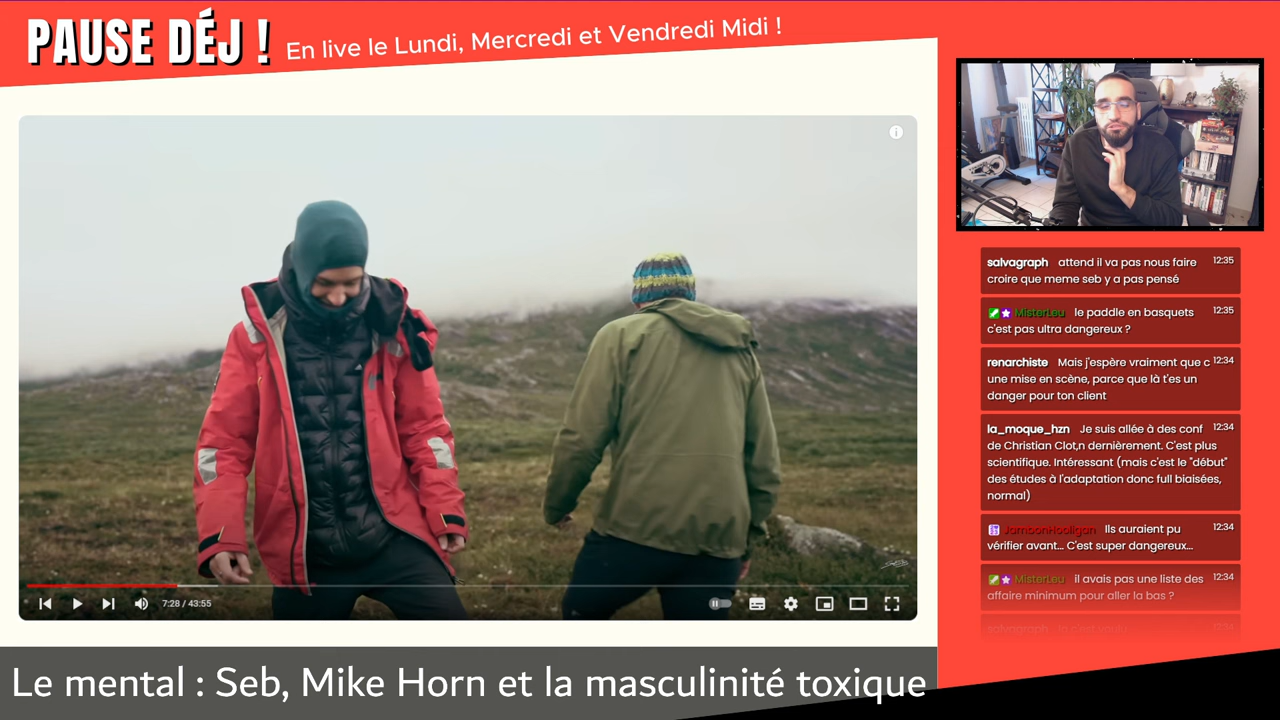 PAUSE DÉJ !
En live le Lundi, Mercredi et Vendredi Midi !
7:28 / 43:55
salvagraph attend il va pas nous faire 12:35
croire que meme seb y a pas pensé
MisterLeu le paddle en basquets 12:35
c'est pas ultra dangereux ?
renarchiste Mais j'espère vraiment que c 12:34
une mise en scène, parce que là t'es un
danger pour ton client
la_moque_hzn Je suis allée à des conf 12:34
de Christian Clot,n dernièrement. C'est plus
scientifique. Intéressant (mais c'est le "début"
des études à l'adaptation donc full biaisées,
normal)
JambonHooligan Ils auraient pu 12:34
vérifier avant... C'est super dangereux...
MisterLeu il avais pas une liste des 12:34
affaire minimum pour aller la bas ?
salvagraph la c'est voulu 12:34
Le mental : Seb, Mike Horn et la masculinité toxique